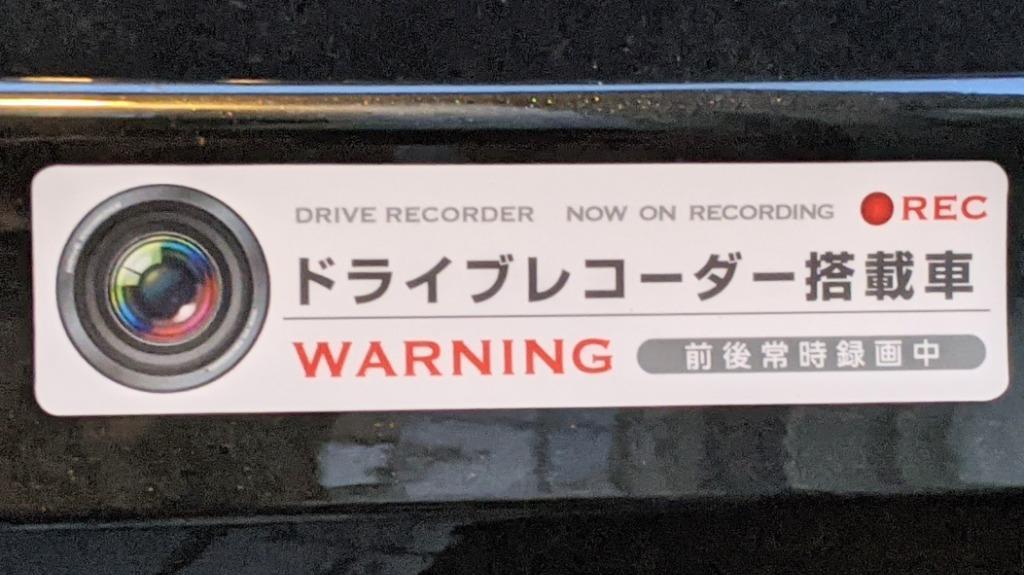 DRIVE RECORDER NOW ON RECORDING REC
ドライブレコーダー搭載車
WARNING 前後常時録画中